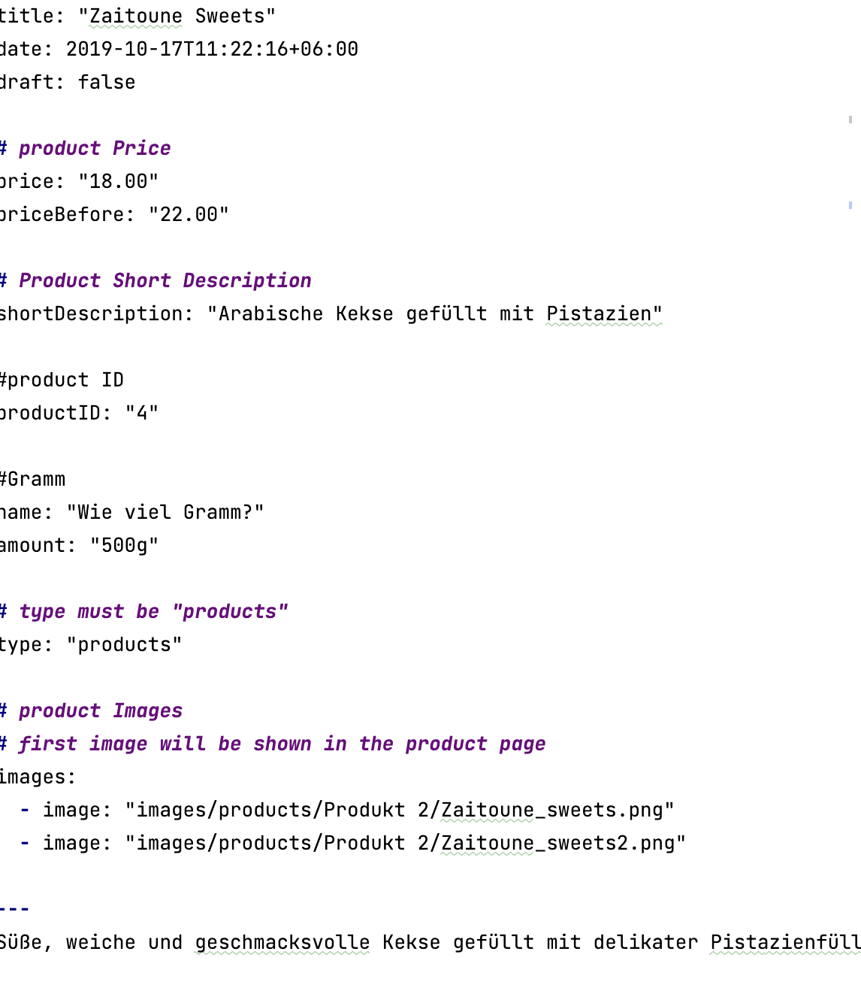 title: "Zaitoune Sweets"
date: 2019-10-17T11:22:16+06:00
draft: false
# product Price
price: "18.00"
priceBefore: "22.00"
# Product Short Description
shortDescription: "Arabische Kekse gefüllt mit Pistazien"
#product ID
productID: "4"
#Gramm
name: "Wie viel Gramm?"
amount: "500g"
# type must be "products"
type: "products"
# product Images
# first image will be shown in the product page
images:
  - image: "images/products/Produkt 2/Zaitoune_sweets.png"
  - image: "images/products/Produkt 2/Zaitoune_sweets2.png"
---
Süße, weiche und geschmacksvolle Kekse gefüllt mit delikater Pistazienfüll